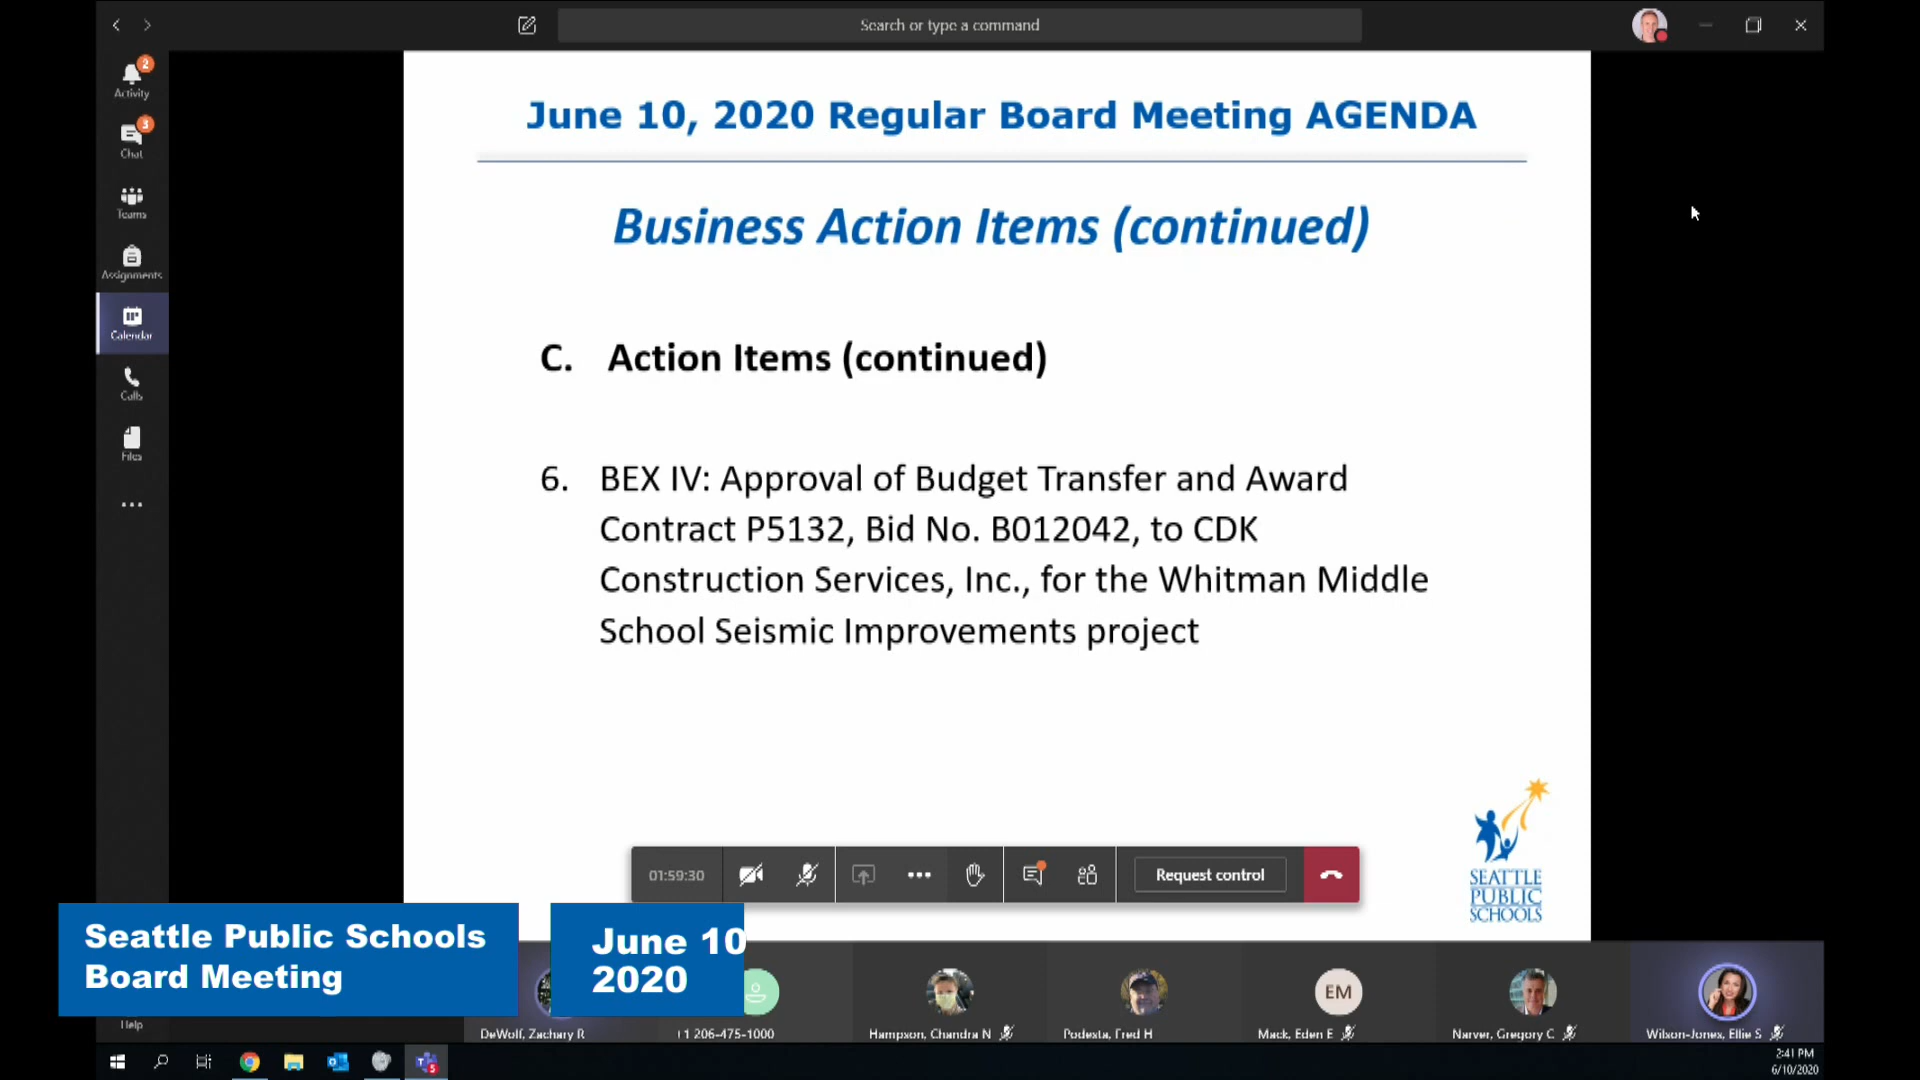 Search or type a command
2
Activity
3
Chat
Teams
Assignments
Calendar
Calls
Files
June 10, 2020 Regular Board Meeting AGENDA
Business Action Items (continued)
C. Action Items (continued)
6. BEX IV: Approval of Budget Transfer and Award
Contract P5132, Bid No. B012042, to CDK
Construction Services, Inc., for the Whitman Middle
School Seismic Improvements project
SEATTLE
PUBLIC
SCHOOLS
01:59:30
Request control
Seattle Public Schools
Board Meeting
June 10
2020
EM
Help
DeWolf, Zachary R
+1 206-475-1000
Hampson, Chandra N
Podesta, Fred H
Mack, Eden E
Narver, Gregory C
Wilson-Jones, Ellie S
5
2:41 PM
6/10/2020